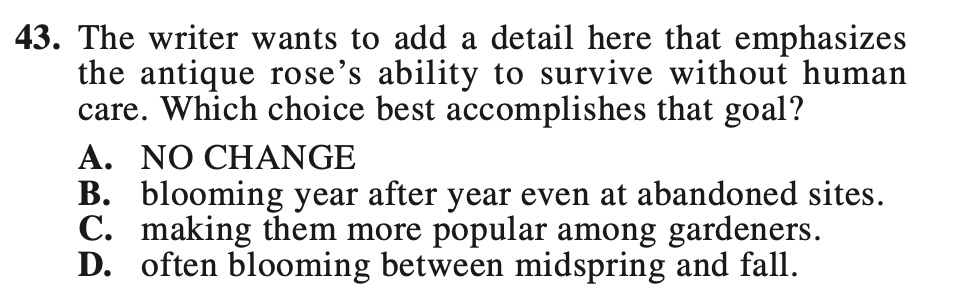 43. The writer wants to add a detail here that emphasizes
the antique rose's ability to survive without human
care. Which choice best accomplishes that goal?
A. NO CHANGE
B. blooming year after year even at abandoned sites.
C. making them more popular among gardeners.
D. often blooming between midspring and fall.